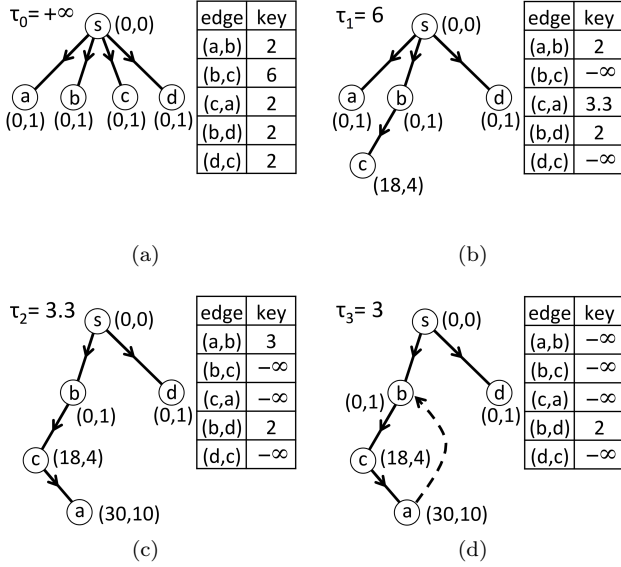 τ0= +∞
s (0,0)
a b c d
(0,1) (0,1) (0,1) (0,1)
edge key
(a,b) 2
(b,c) 6
(c,a) 2
(b,d) 2
(d,c) 2
(a)
τ1= 6
s (0,0)
a b d
(0,1) (0,1) (0,1)
c
(18,4)
edge key
(a,b) 2
(b,c) −∞
(c,a) 3.3
(b,d) 2
(d,c) −∞
(b)
τ2= 3.3
s (0,0)
b d
(0,1) (0,1)
c (18,4)
a (30,10)
edge key
(a,b) 3
(b,c) −∞
(c,a) −∞
(b,d) 2
(d,c) −∞
(c)
τ3= 3
s (0,0)
b d
(0,1) (0,1)
c (18,4)
a (30,10)
edge key
(a,b) −∞
(b,c) −∞
(c,a) −∞
(b,d) 2
(d,c) −∞
(d)